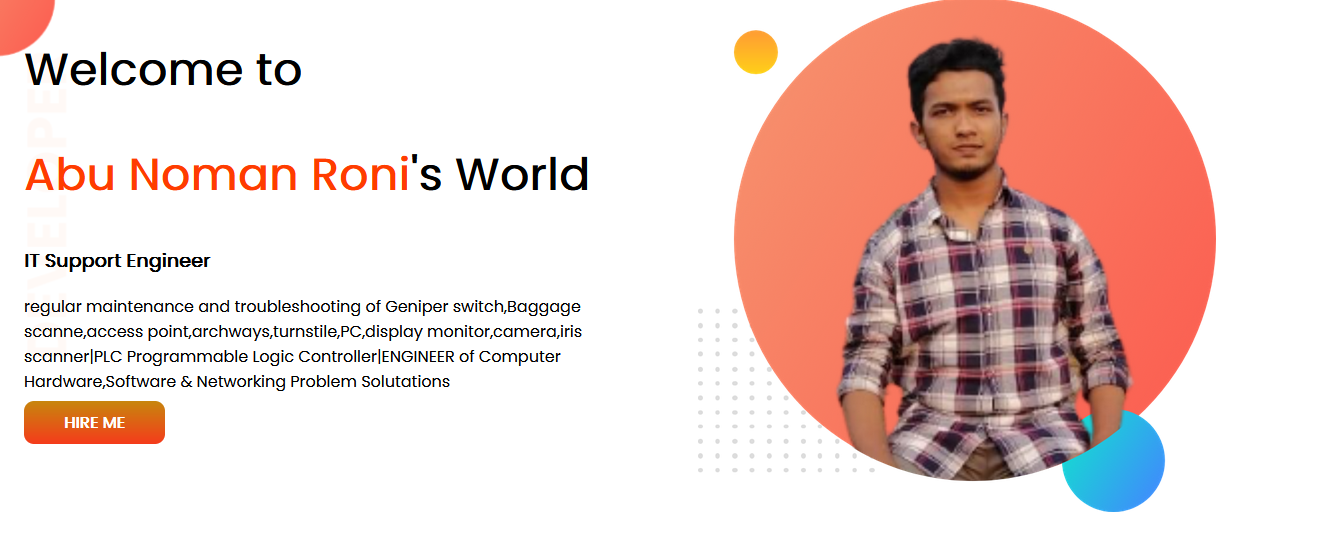 Welcome to
Abu Noman Roni's World
IT Support Engineer
regular maintenance and troubleshooting of Geniper switch,Baggage
scanne,access point,archways,turnstile,PC,display monitor,camera,iris
scanner|PLC Programmable Logic Controller|ENGINEER of Computer
Hardware,Software & Networking Problem Solutations
HIRE ME